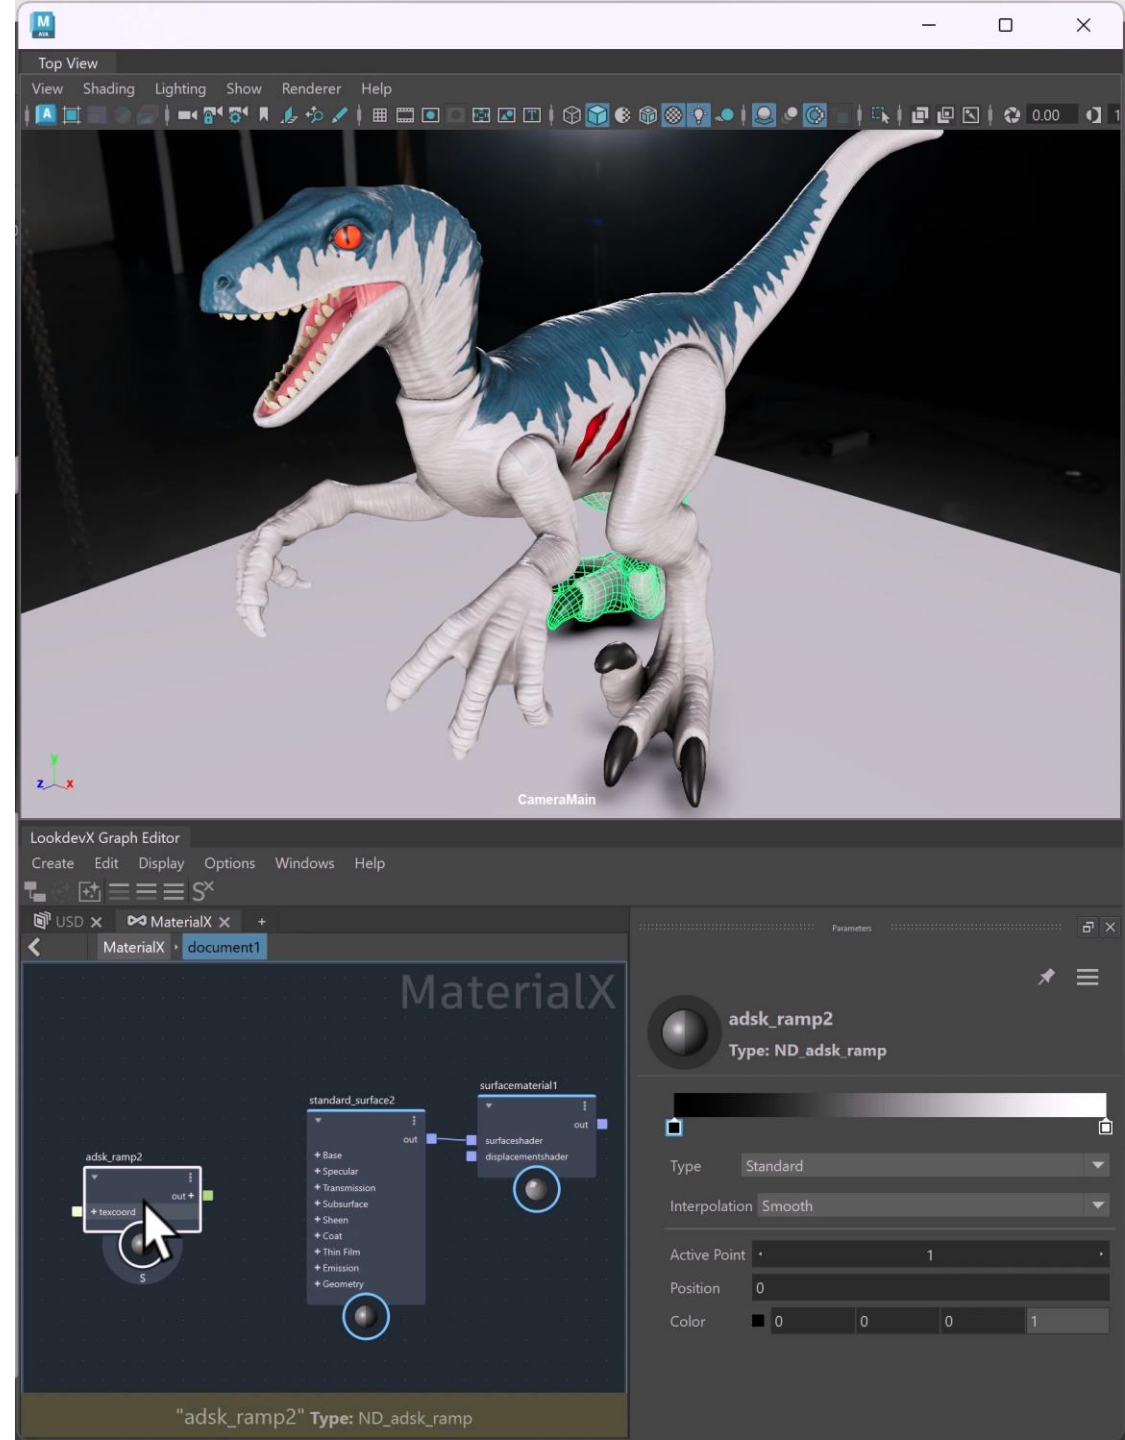 M
AVA
Top View
View Shading Lighting Show Renderer Help
A T 0.00 1
CameraMain
y
z x
LookdevX Graph Editor
Create Edit Display Options Windows Help
USD MaterialX +
MaterialX document1
Parameters
MaterialX
adsk_ramp2
Type: ND_adsk_ramp
surfacematerial1
out
surfaceshader
displacementshader
standard_surface2
out
+ Base
+ Specular
+ Transmission
+ Subsurface
+ Sheen
+ Coat
+ Thin Film
+ Emission
+ Geometry
adsk_ramp2
out +
+ texcoord
S
Type Standard
Interpolation Smooth
Active Point 1
Position 0
Color 0 0 0 1
"adsk_ramp2" Type: ND_adsk_ramp